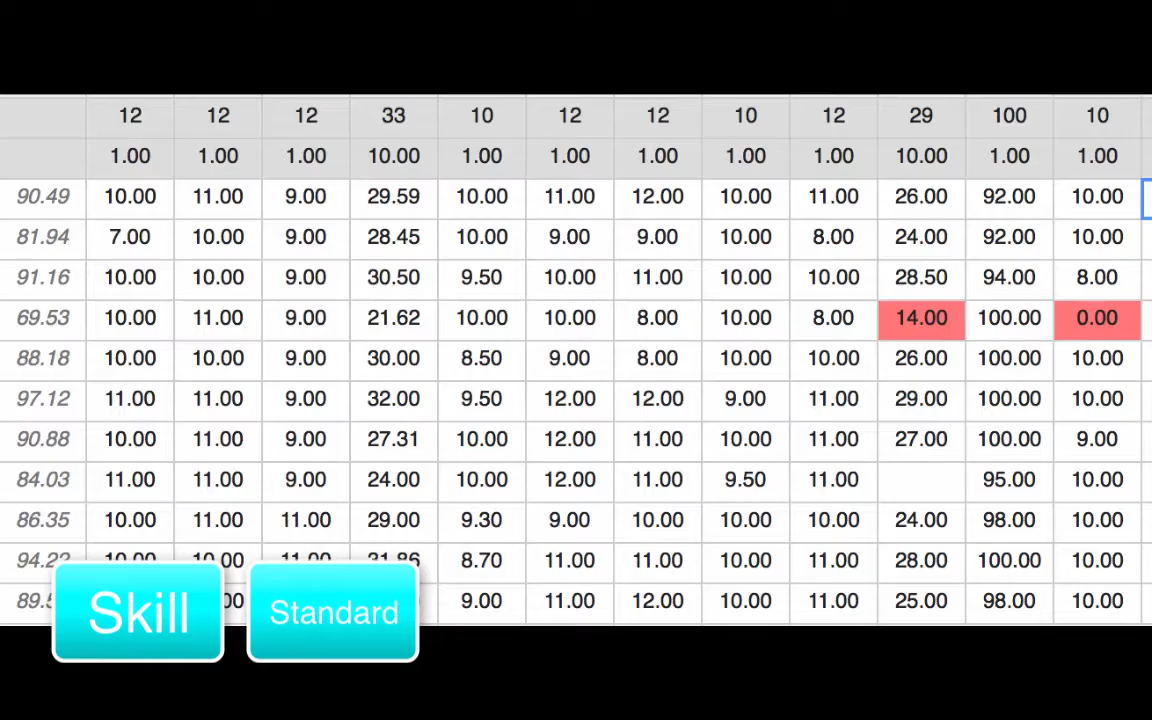 12 12 12 33 10 12 12 10 12 29 100 10
1.00 1.00 1.00 10.00 1.00 1.00 1.00 1.00 1.00 10.00 1.00 1.00
90.49 10.00 11.00 9.00 29.59 10.00 11.00 12.00 10.00 11.00 26.00 92.00 10.00
81.94 7.00 10.00 9.00 28.45 10.00 9.00 9.00 10.00 8.00 24.00 92.00 10.00
91.16 10.00 10.00 9.00 30.50 9.50 10.00 11.00 10.00 10.00 28.50 94.00 8.00
69.53 10.00 11.00 9.00 21.62 10.00 10.00 8.00 10.00 8.00 14.00 100.00 0.00
88.18 10.00 10.00 9.00 30.00 8.50 9.00 8.00 10.00 10.00 26.00 100.00 10.00
97.12 11.00 11.00 9.00 32.00 9.50 12.00 12.00 9.00 11.00 29.00 100.00 10.00
90.88 10.00 11.00 9.00 27.31 10.00 12.00 11.00 10.00 11.00 27.00 100.00 9.00
84.03 11.00 11.00 9.00 24.00 10.00 12.00 11.00 9.50 11.00 95.00 10.00
86.35 10.00 11.00 11.00 29.00 9.30 9.00 10.00 10.00 10.00 24.00 98.00 10.00
10.00 10.00 11.00 31.86 8.70 11.00 11.00 10.00 11.00 28.00 100.00 10.00
9.00 11.00 12.00 10.00 11.00 25.00 98.00 10.00
Skill Standard